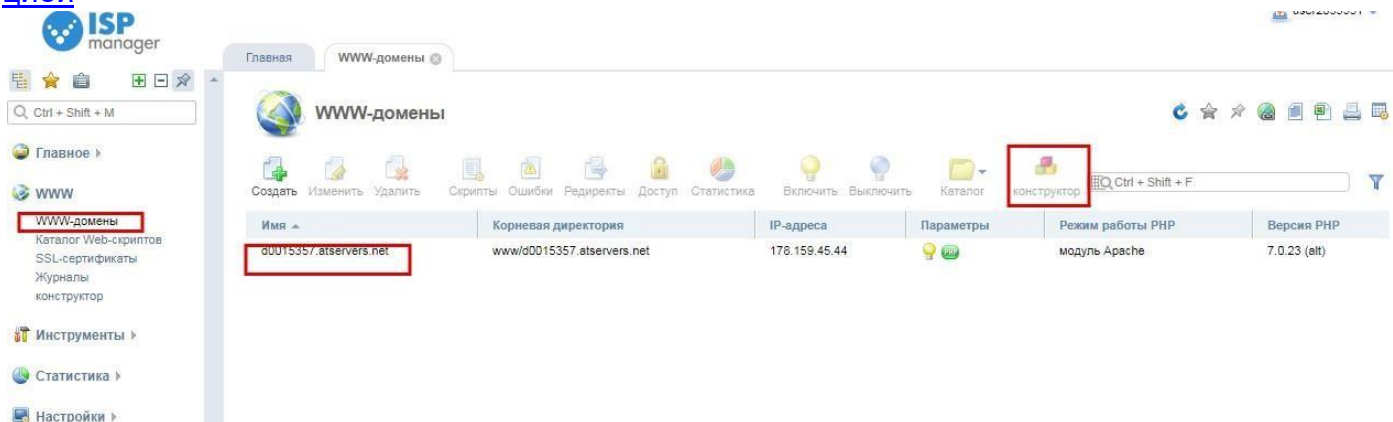 цией
ISP
manager
Главная
WWW-домены
Ctrl + Shift + M
WWW-домены
Главное
Создать Изменить Удалить Скрипты Ошибки Редиректы Доступ Статистика Включить Выключить Каталог конструктор Ctrl + Shift + F
WWW
WWW-домены
Имя Корневая директория IP-адреса Параметры Режим работы PHP Версия PHP
Каталог Web-скриптов
d0015357.atservers.net www/d0015357.atservers.net 178.159.45.44 PHP модуль Apache 7.0.23 (alt)
SSL-сертификаты
Журналы
конструктор
Инструменты
Статистика
Настройки